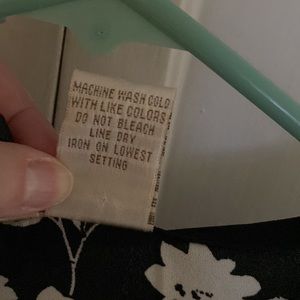 MACHINE WASH COLD
WITH LIKE COLORS
DO NOT BLEACH
LINE DRY
IRON ON LOWEST
SETTING